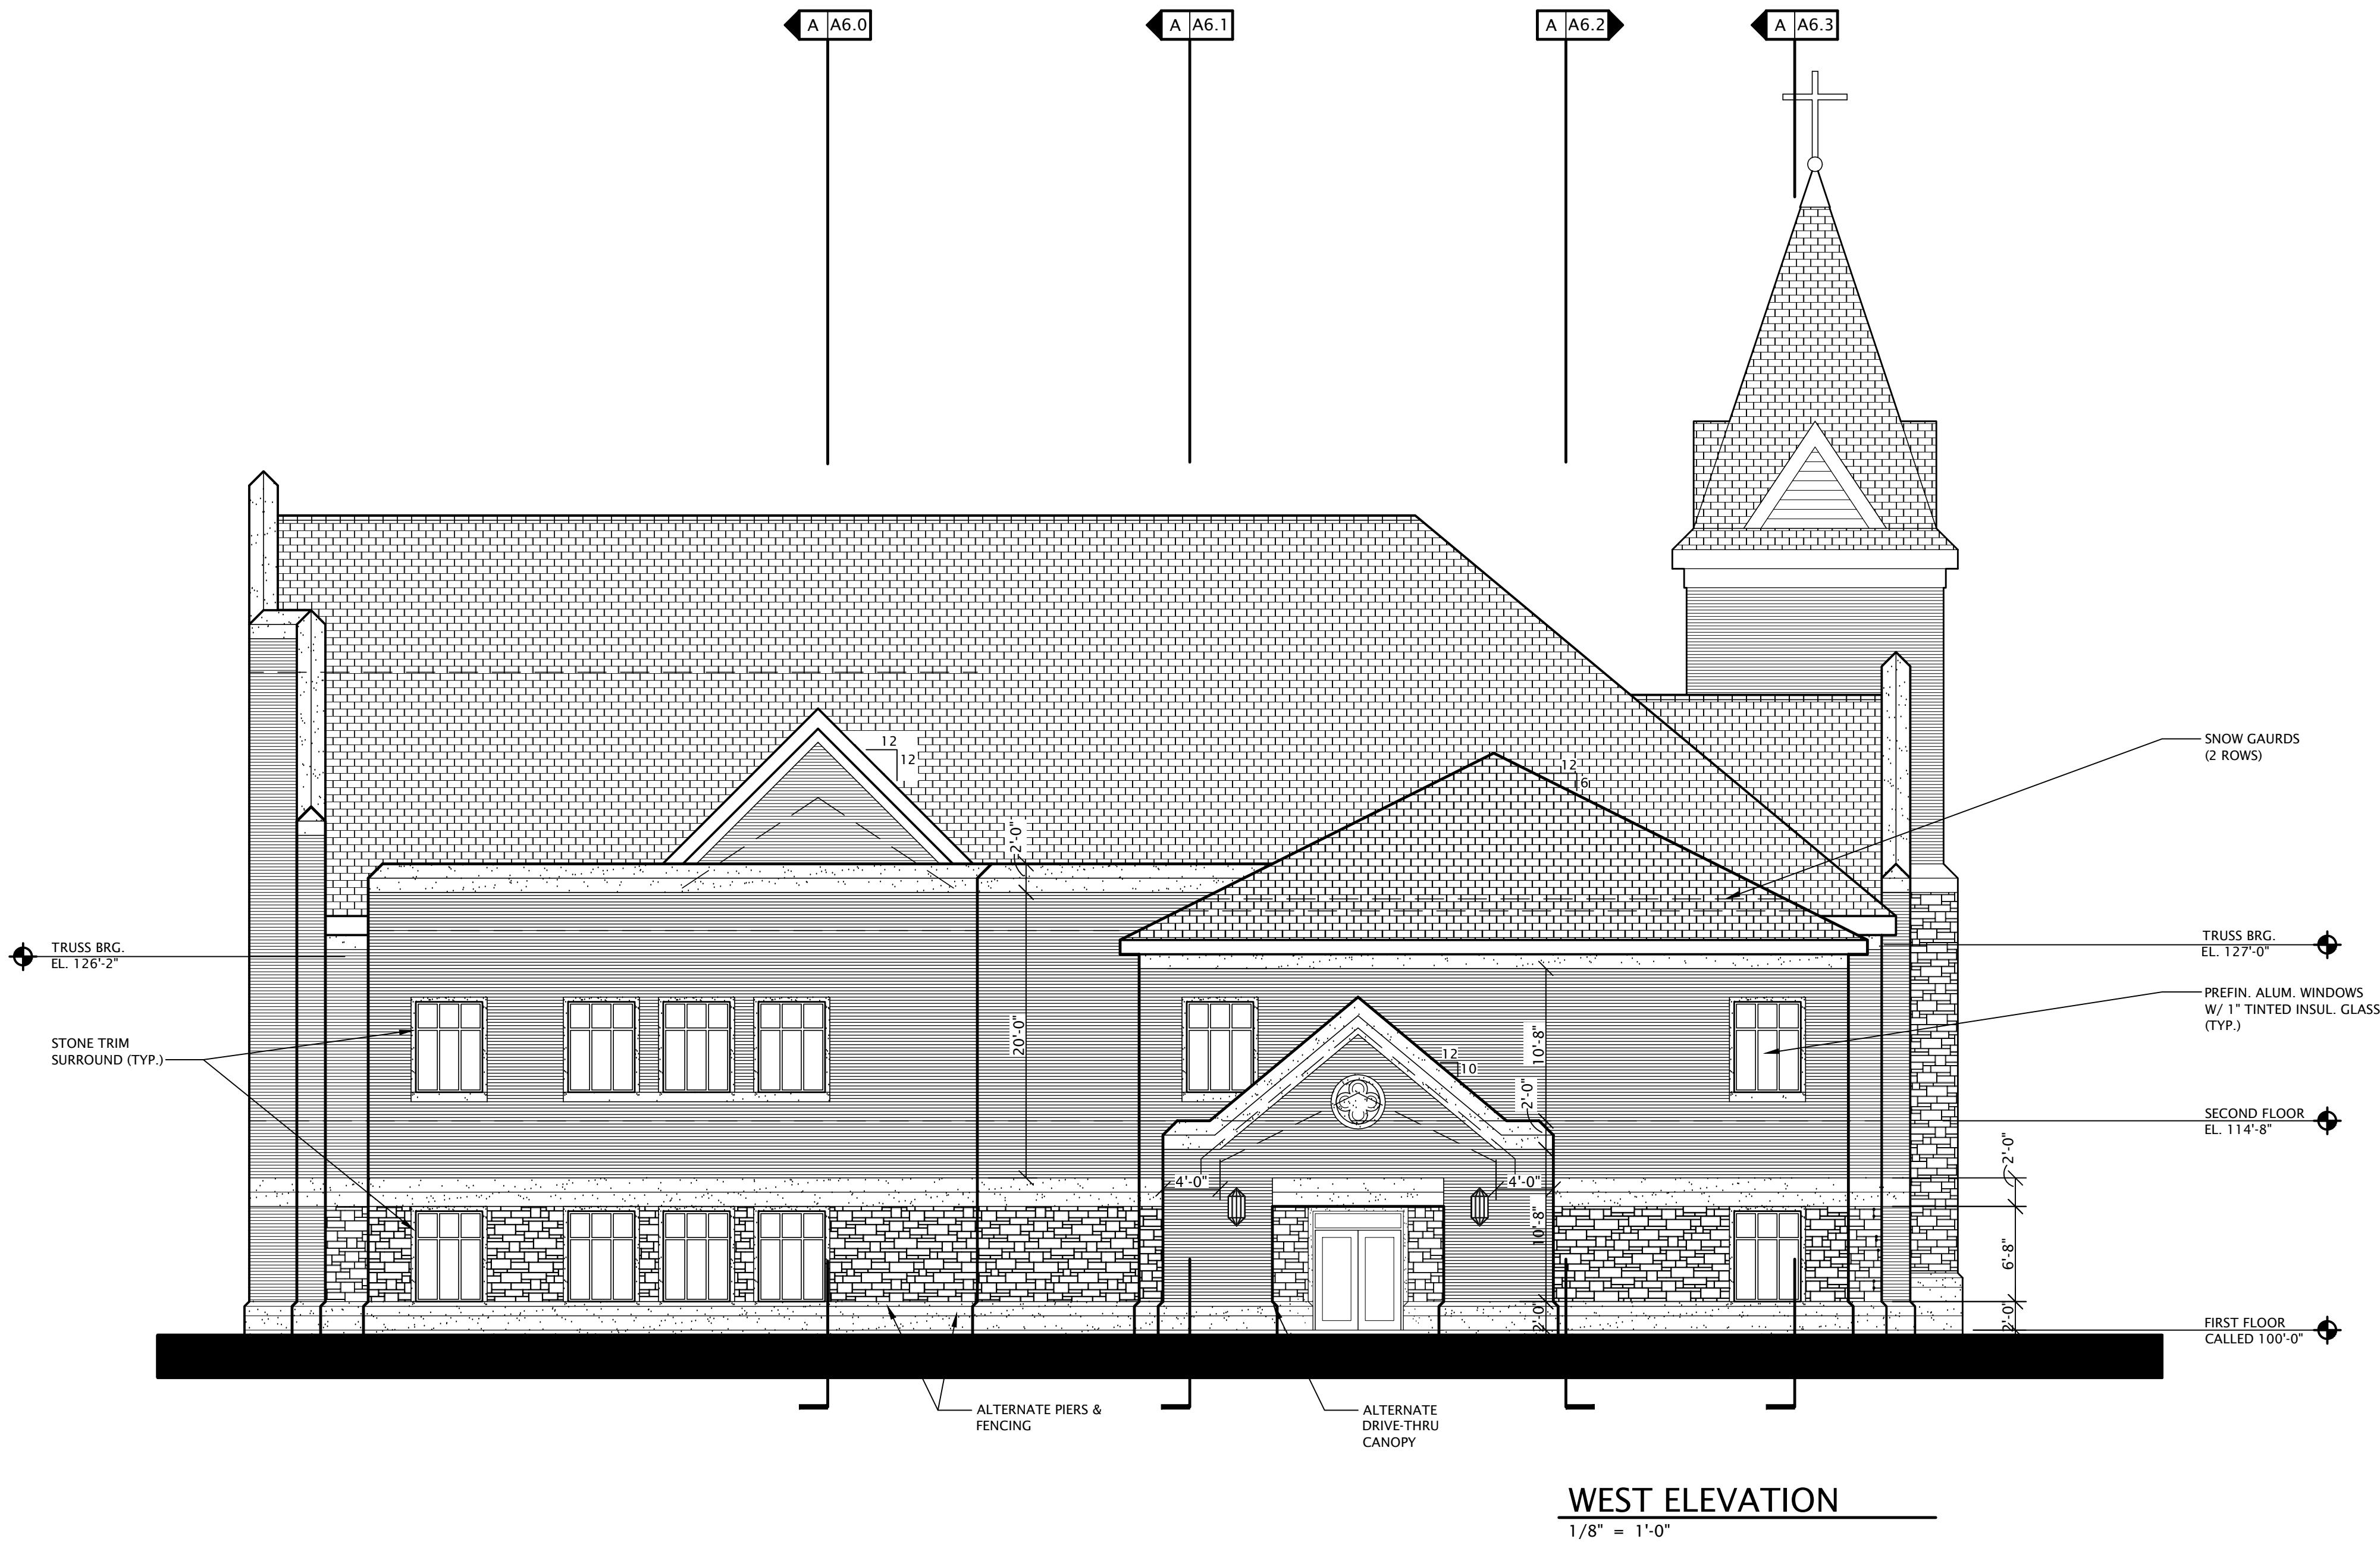 A A6.0
A A6.1
A A6.2
A A6.3
12
12
12
6
SNOW GAURDS
(2 ROWS)
2'-0"
TRUSS BRG.
EL. 126'-2"
TRUSS BRG.
EL. 127'-0"
PREFIN. ALUM. WINDOWS
W/ 1" TINTED INSUL. GLASS
(TYP.)
STONE TRIM
SURROUND (TYP.)
20'-0"
10'-8"
12
10
2'-0"
SECOND FLOOR
EL. 114'-8"
2'-0"
4'-0"
4'-0"
10'-8"
6'-8"
2'-0"
2'-0"
FIRST FLOOR
CALLED 100'-0"
ALTERNATE PIERS &
FENCING
ALTERNATE
DRIVE-THRU
CANOPY
WEST ELEVATION
1/8" = 1'-0"